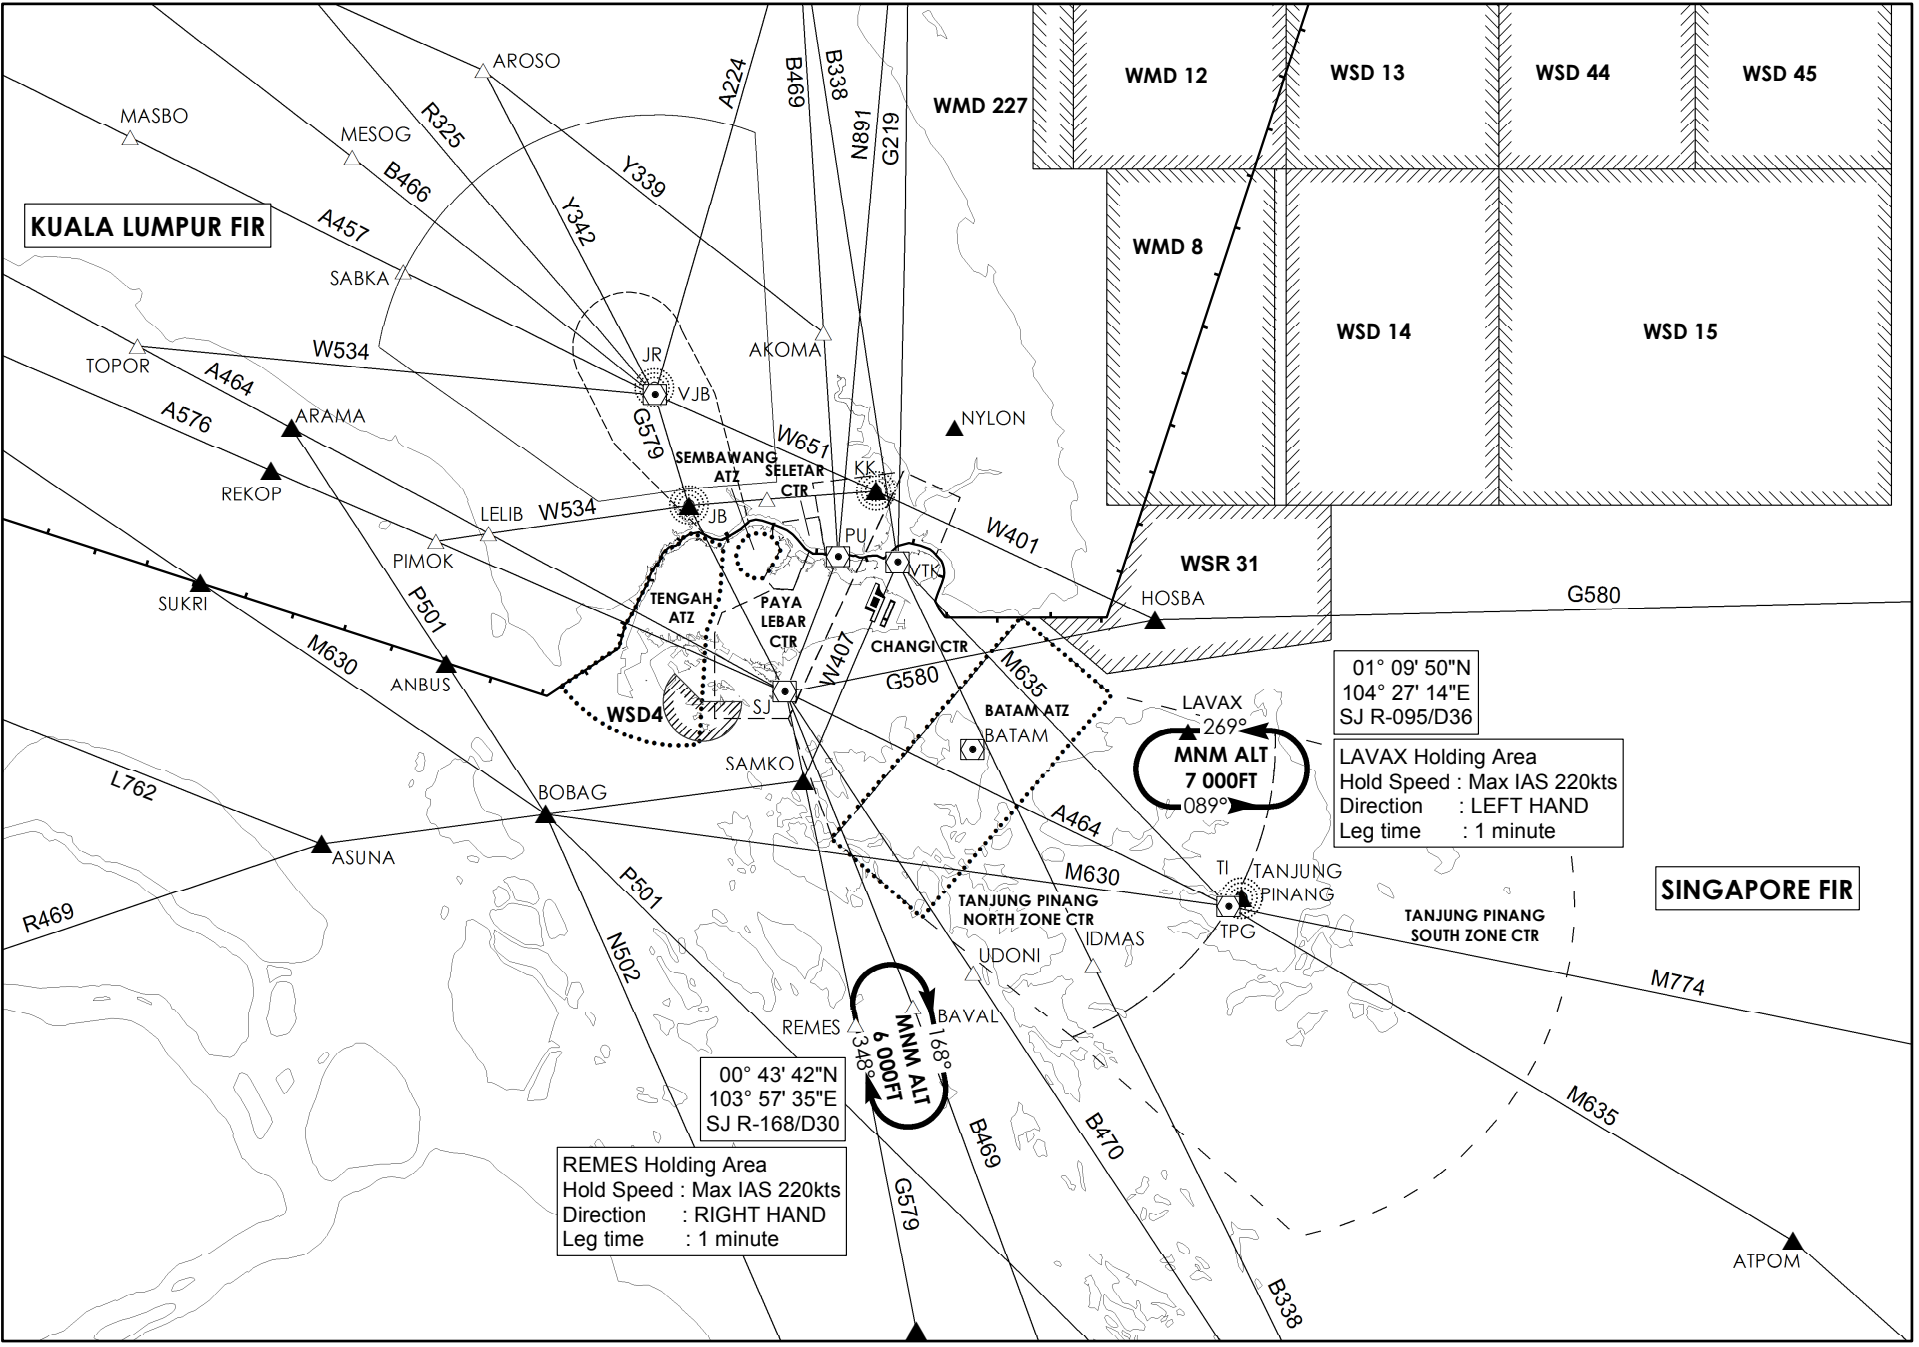 AROSO
A224
B469
B338
WMD 12
WSD 13
WSD 44
WSD 45
WMD 227
MASBO
MESOG
R325
N891
G219
B466
Y339
KUALA LUMPUR FIR
A457
Y342
SABKA
WMD 8
WSD 14
WSD 15
TOPOR
W534
JR
AKOMA
A464
VJB
A576
ARAMA
G579
W651
NYLON
SEMBAWANG
ATZ
SELETAR
CTR
KK
REKOP
LELIB
W534
JB
PU
W401
PIMOK
VTK
WSR 31
SUKRI
P501
TENGAH
ATZ
PAYA
LEBAR
CTR
HOSBA
G580
M630
W407
CHANGI CTR
ANBUS
G580
M635
SJ
WSD4
BATAM ATZ
BATAM
LAVAX
269°
MNM ALT
7 000FT
089°
01° 09' 50"N
104° 27' 14"E
SJ R-095/D36
LAVAX Holding Area
Hold Speed : Max IAS 220kts
Direction : LEFT HAND
Leg time : 1 minute
SAMKO
L762
BOBAG
A464
ASUNA
M630
TI
TANJUNG
PINANG
TPG
SINGAPORE FIR
R469
P501
TANJUNG PINANG
NORTH ZONE CTR
TANJUNG PINANG
SOUTH ZONE CTR
N502
UDONI
IDMAS
M774
REMES
BAVAL
168°
MNM ALT
6 000FT
348°
00° 43' 42"N
103° 57' 35"E
SJ R-168/D30
REMES Holding Area
Hold Speed : Max IAS 220kts
Direction : RIGHT HAND
Leg time : 1 minute
B469
B470
M635
G579
ATPOM
B338